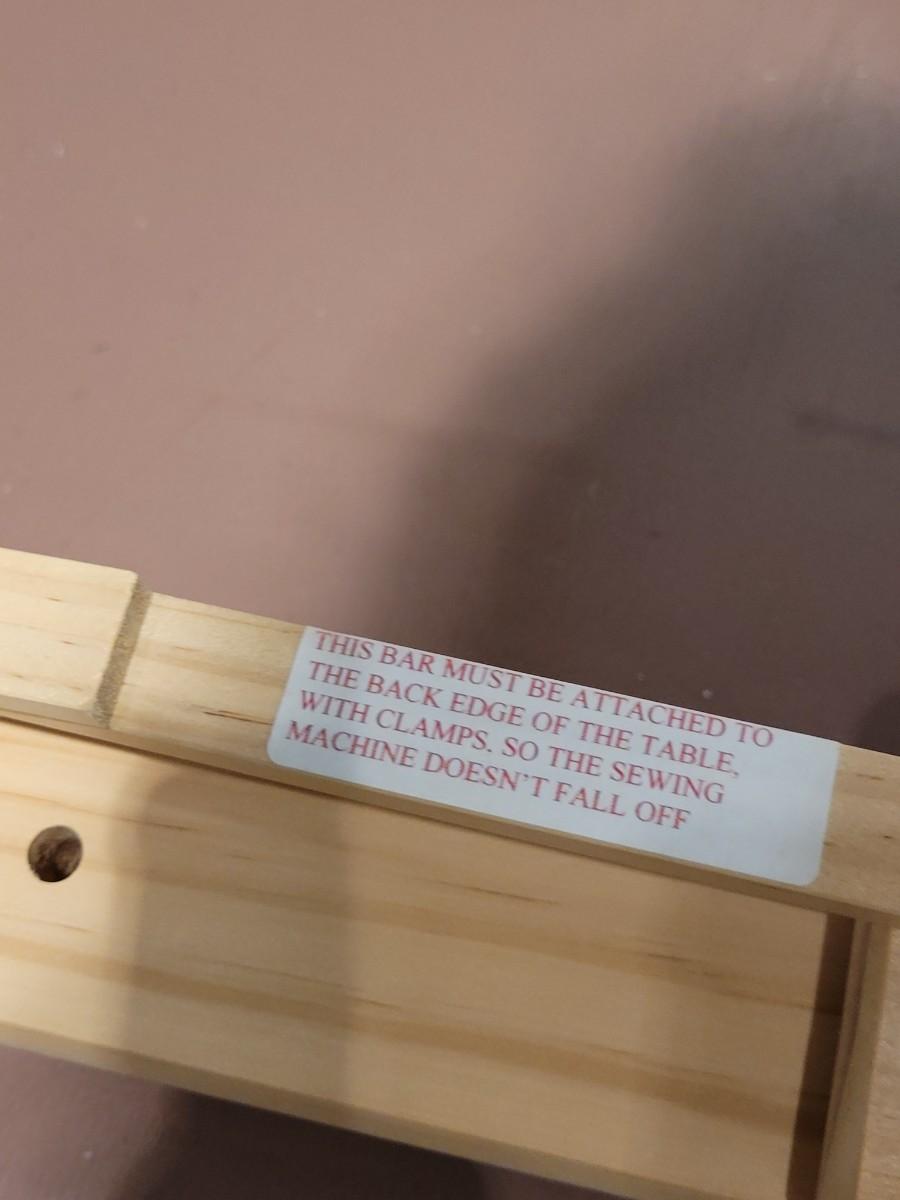 THIS BAR MUST BE ATTACHED TO
THE BACK EDGE OF THE TABLE,
WITH CLAMPS. SO THE SEWING
MACHINE DOESN'T FALL OFF